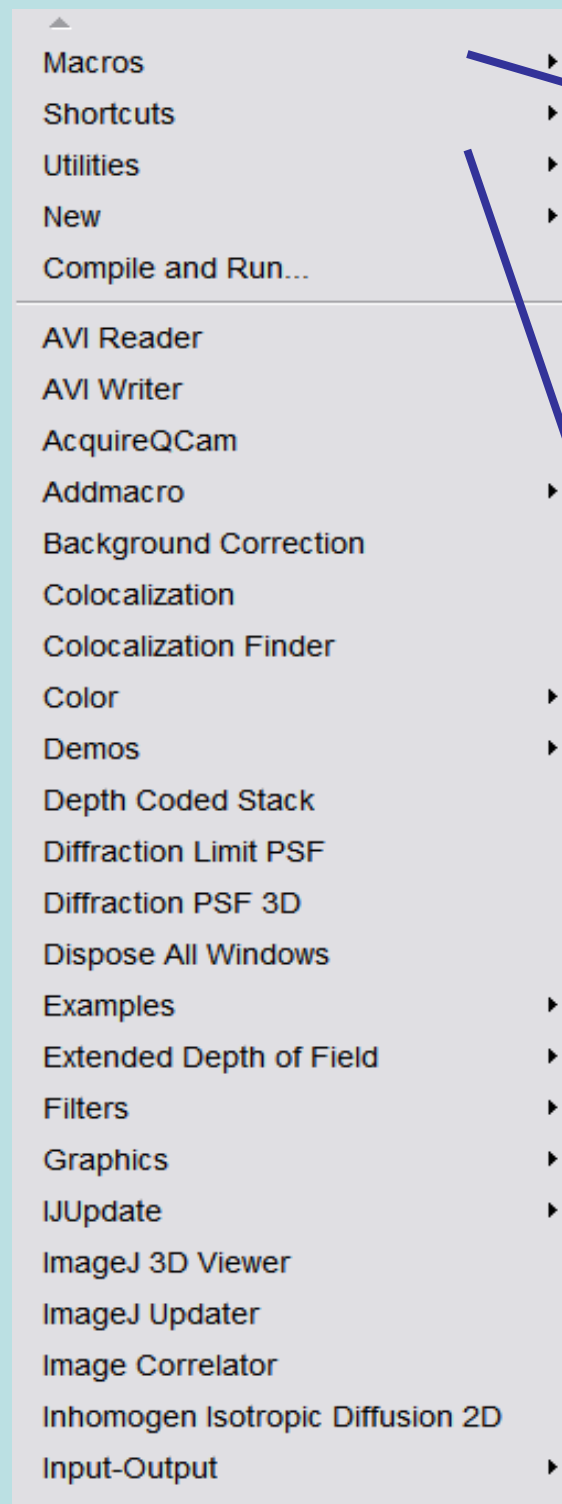 Macros
Shortcuts
Utilities
New
Compile and Run...
AVI Reader
AVI Writer
AcquireQCam
Addmacro
Background Correction
Colocalization
Colocalization Finder
Color
Demos
Depth Coded Stack
Diffraction Limit PSF
Diffraction PSF 3D
Dispose All Windows
Examples
Extended Depth of Field
Filters
Graphics
IJUpdate
ImageJ 3D Viewer
ImageJ Updater
Image Correlator
Inhomogen Isotropic Diffusion 2D
Input-Output